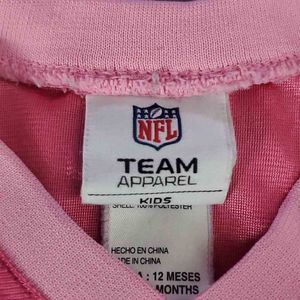 NFL
TEAM
APPAREL
KIDS
SHELL: 100% POLYESTER
HECHO EN CHINA
MADE IN CHINA
: 12 MESES
MONTHS